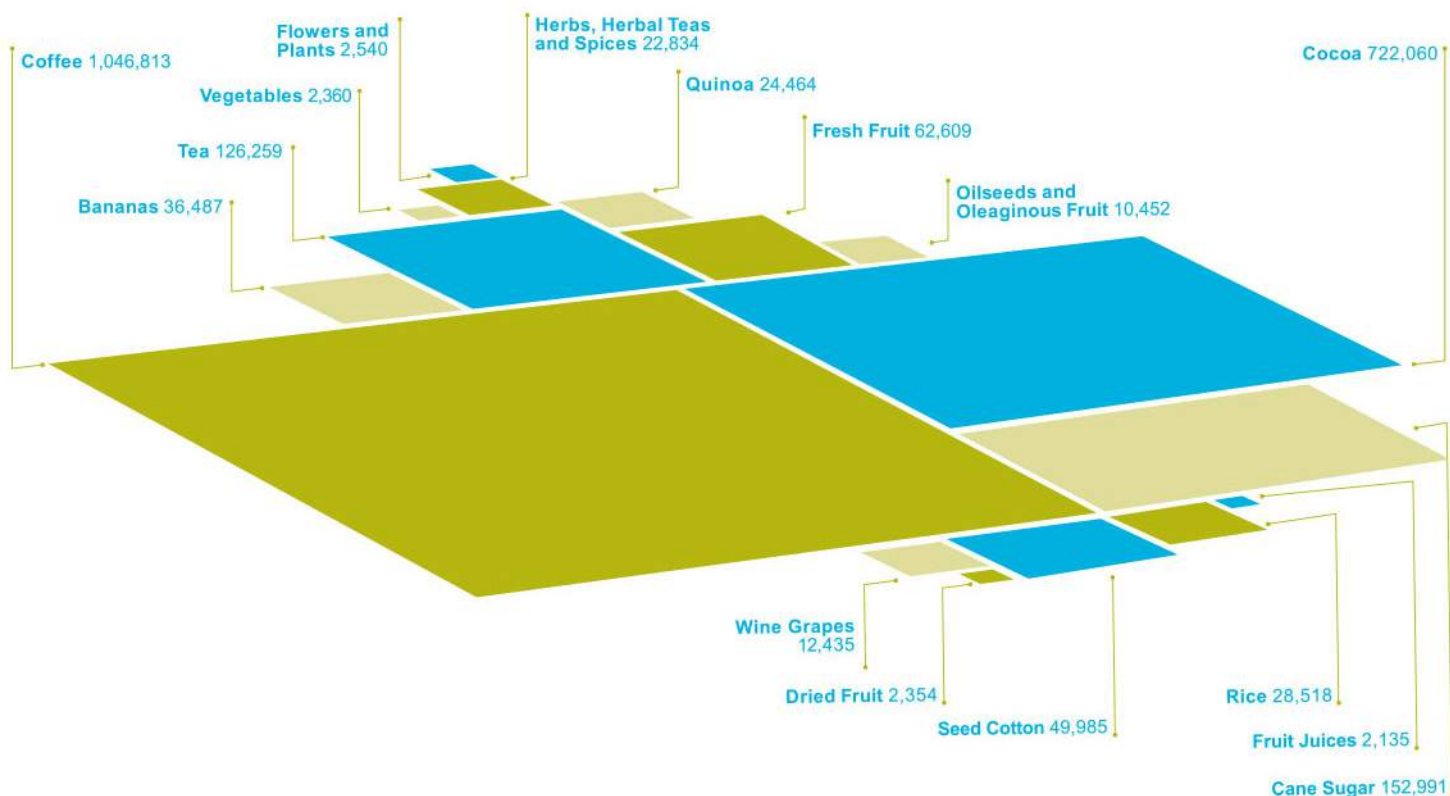 Flowers and
Plants 2,540
Herbs, Herbal Teas
and Spices 22,834
Coffee 1,046,813
Cocoa 722,060
Vegetables 2,360
Quinoa 24,464
Tea 126,259
Fresh Fruit 62,609
Bananas 36,487
Oilseeds and
Oleaginous Fruit 10,452
Wine Grapes
12,435
Dried Fruit 2,354
Rice 28,518
Seed Cotton 49,985
Fruit Juices 2,135
Cane Sugar 152,991